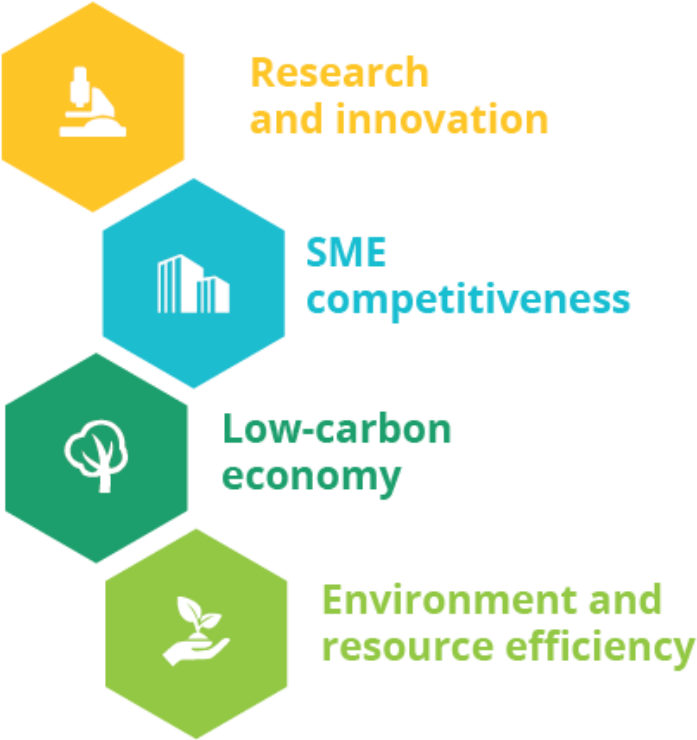 Research
and innovation
SME
competitiveness
Low-carbon
economy
Environment and
resource efficiency